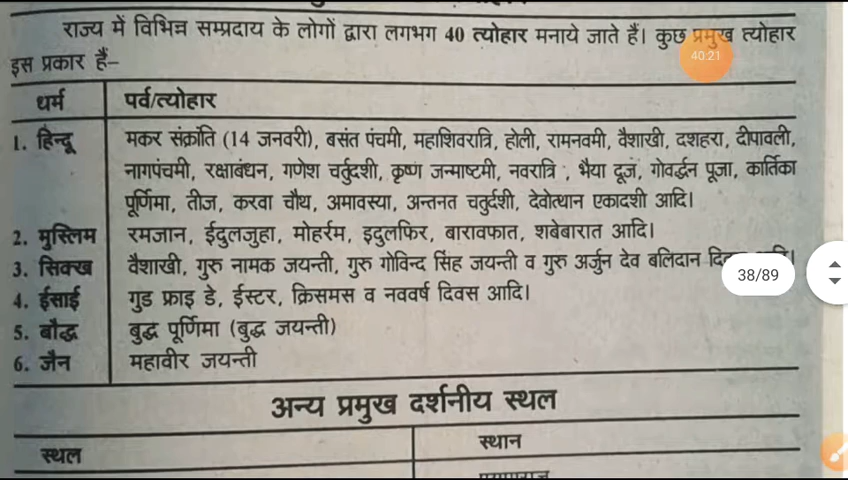 राज्य में विभिन्न सम्प्रदाय के लोगों द्वारा लगभग 40 त्योहार मनाये जाते हैं। कुछ प्रमुख त्योहार
40:21
इस प्रकार हैं–
धर्म पर्व/त्योहार
1. हिन्दू मकर संक्रांति (14 जनवरी), बसंत पंचमी, महाशिवरात्रि, होली, रामनवमी, वैशाखी, दशहरा, दीपावली,
नागपंचमी, रक्षाबंधन, गणेश चर्तुदशी, कृष्ण जन्माष्टमी, नवरात्रि , भैया दूज, गोवर्द्धन पूजा, कार्तिका
पूर्णिमा, तीज, करवा चौथ, अमावस्या, अन्तनत चतुर्दशी, देवोत्थान एकादशी आदि।
2. मुस्लिम रमजान, ईदुलजुहा, मोहर्रम, इदुलफिर, बारावफात, शबेबारात आदि।
3. सिक्ख वैशाखी, गुरु नामक जयन्ती, गुरु गोविन्द सिंह जयन्ती व गुरु अर्जुन देव बलिदान
38/89
4. ईसाई गुड फ्राइ डे, ईस्टर, क्रिसमस व नववर्ष दिवस आदि।
5. बौद्ध बुद्ध पूर्णिमा (बुद्ध जयन्ती)
6. जैन महावीर जयन्ती
अन्य प्रमुख दर्शनीय स्थल
स्थल स्थान